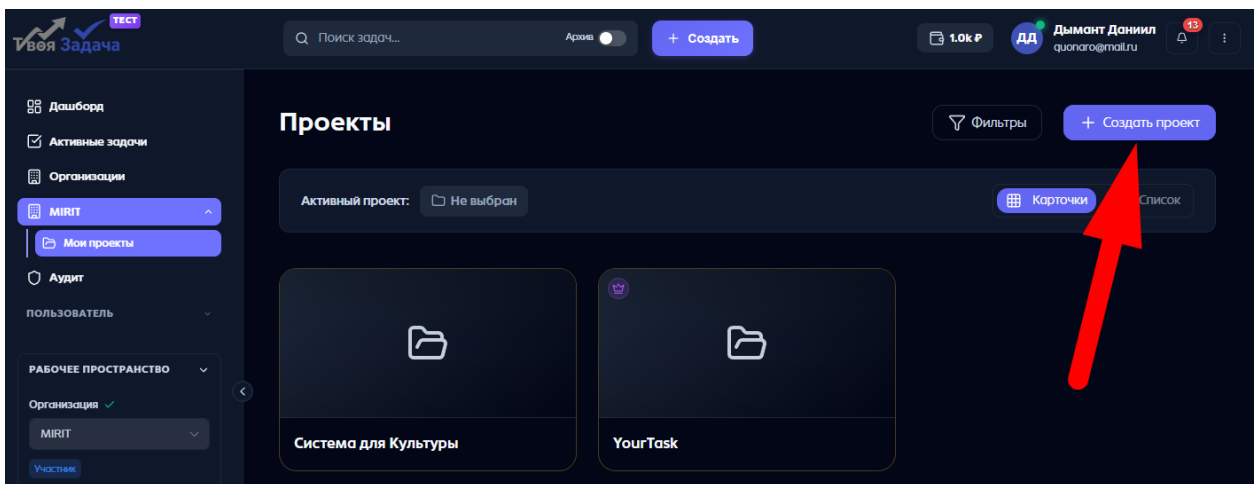 ТЕСТ
Твоя Задача
Поиск задач...
Архив
+ Создать
1.0k ₽
ДД
Дымант Даниил
quonaro@mail.ru
13
Дашборд
Активные задачи
Организации
MIRIT
Мои проекты
Аудит
ПОЛЬЗОВАТЕЛЬ
РАБОЧЕЕ ПРОСТРАНСТВО
Организация
MIRIT
Участник
Проекты
Фильтры
+ Создать проект
Активный проект:
Не выбран
Карточки
Список
Система для Культуры
YourTask